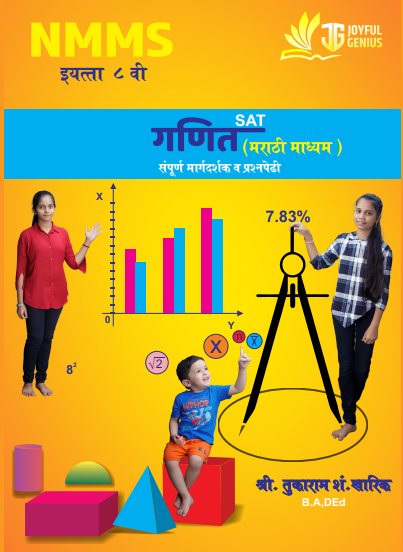 NMMS
JOYFUL
GENIUS
इयत्ता ८ वी
SAT
गणित (मराठी माध्यम )
संपूर्ण मार्गदर्शक व प्रश्नपेढी
X
7.83%
0
Y
π
X
X
√2
8²
श्री. तुकाराम शं. खारिक
B.A,DEd